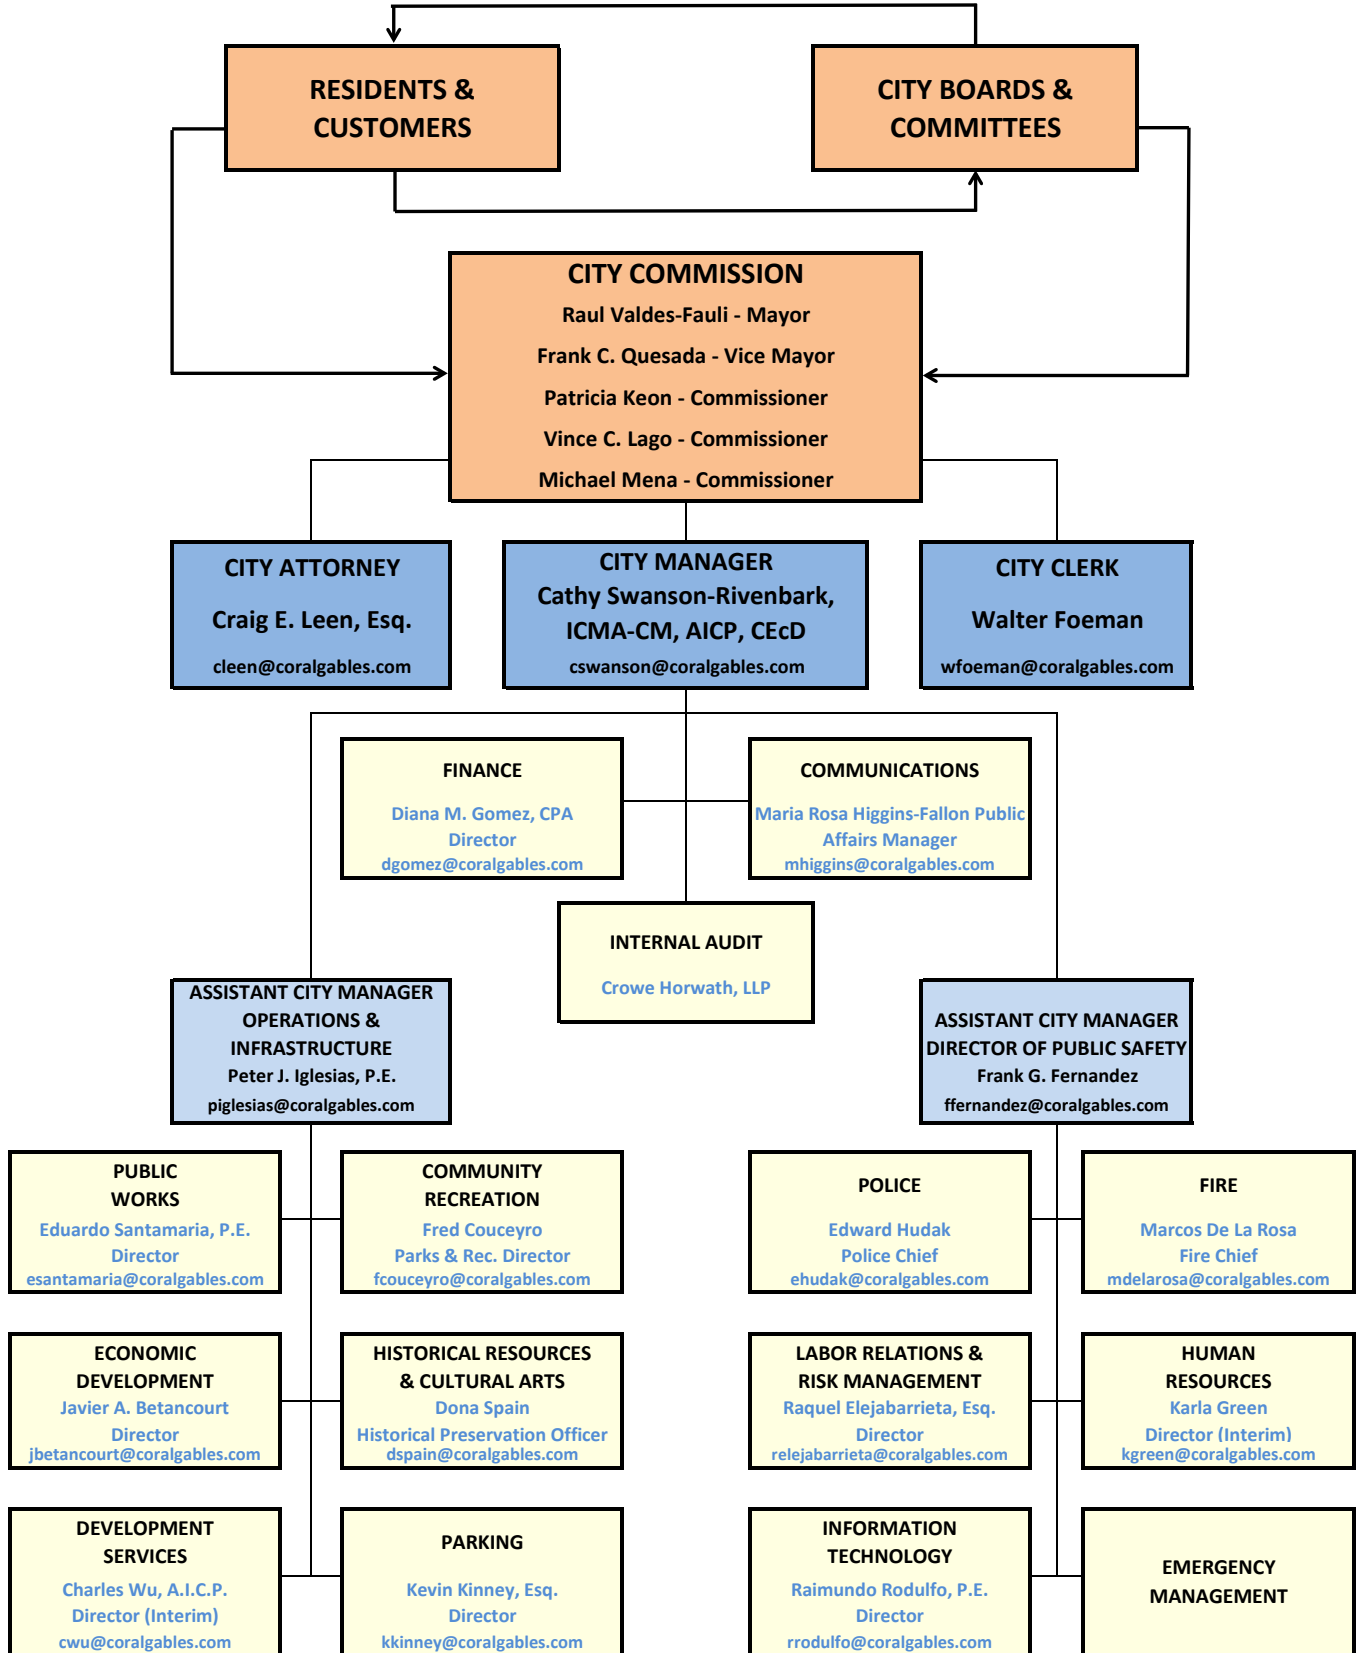 RESIDENTS &
CUSTOMERS
CITY BOARDS &
COMMITTEES
CITY COMMISSION
Raul Valdes-Fauli - Mayor
Frank C. Quesada - Vice Mayor
Patricia Keon - Commissioner
Vince C. Lago - Commissioner
Michael Mena - Commissioner
CITY ATTORNEY
Craig E. Leen, Esq.
cleen@coralgables.com
CITY MANAGER
Cathy Swanson-Rivenbark,
ICMA-CM, AICP, CEcD
cswanson@coralgables.com
CITY CLERK
Walter Foeman
wfoeman@coralgables.com
FINANCE
Diana M. Gomez, CPA
Director
dgomez@coralgables.com
COMMUNICATIONS
Maria Rosa Higgins-Fallon Public
Affairs Manager
mhiggins@coralgables.com
INTERNAL AUDIT
Crowe Horwath, LLP
ASSISTANT CITY MANAGER
OPERATIONS &
INFRASTRUCTURE
Peter J. Iglesias, P.E.
piglesias@coralgables.com
ASSISTANT CITY MANAGER
DIRECTOR OF PUBLIC SAFETY
Frank G. Fernandez
ffernandez@coralgables.com
PUBLIC
WORKS
Eduardo Santamaria, P.E.
Director
esantamaria@coralgables.com
COMMUNITY
RECREATION
Fred Couceyro
Parks & Rec. Director
fcouceyro@coralgables.com
POLICE
Edward Hudak
Police Chief
ehudak@coralgables.com
FIRE
Marcos De La Rosa
Fire Chief
mdelarosa@coralgables.com
ECONOMIC
DEVELOPMENT
Javier A. Betancourt
Director
jbetancourt@coralgables.com
HISTORICAL RESOURCES
& CULTURAL ARTS
Dona Spain
Historical Preservation Officer
dspain@coralgables.com
LABOR RELATIONS &
RISK MANAGEMENT
Raquel Elejabarrieta, Esq.
Director
relejabarrieta@coralgables.com
HUMAN
RESOURCES
Karla Green
Director (Interim)
kgreen@coralgables.com
DEVELOPMENT
SERVICES
Charles Wu, A.I.C.P.
Director (Interim)
cwu@coralgables.com
PARKING
Kevin Kinney, Esq.
Director
kkinney@coralgables.com
INFORMATION
TECHNOLOGY
Raimundo Rodulfo, P.E.
Director
rrodulfo@coralgables.com
EMERGENCY
MANAGEMENT